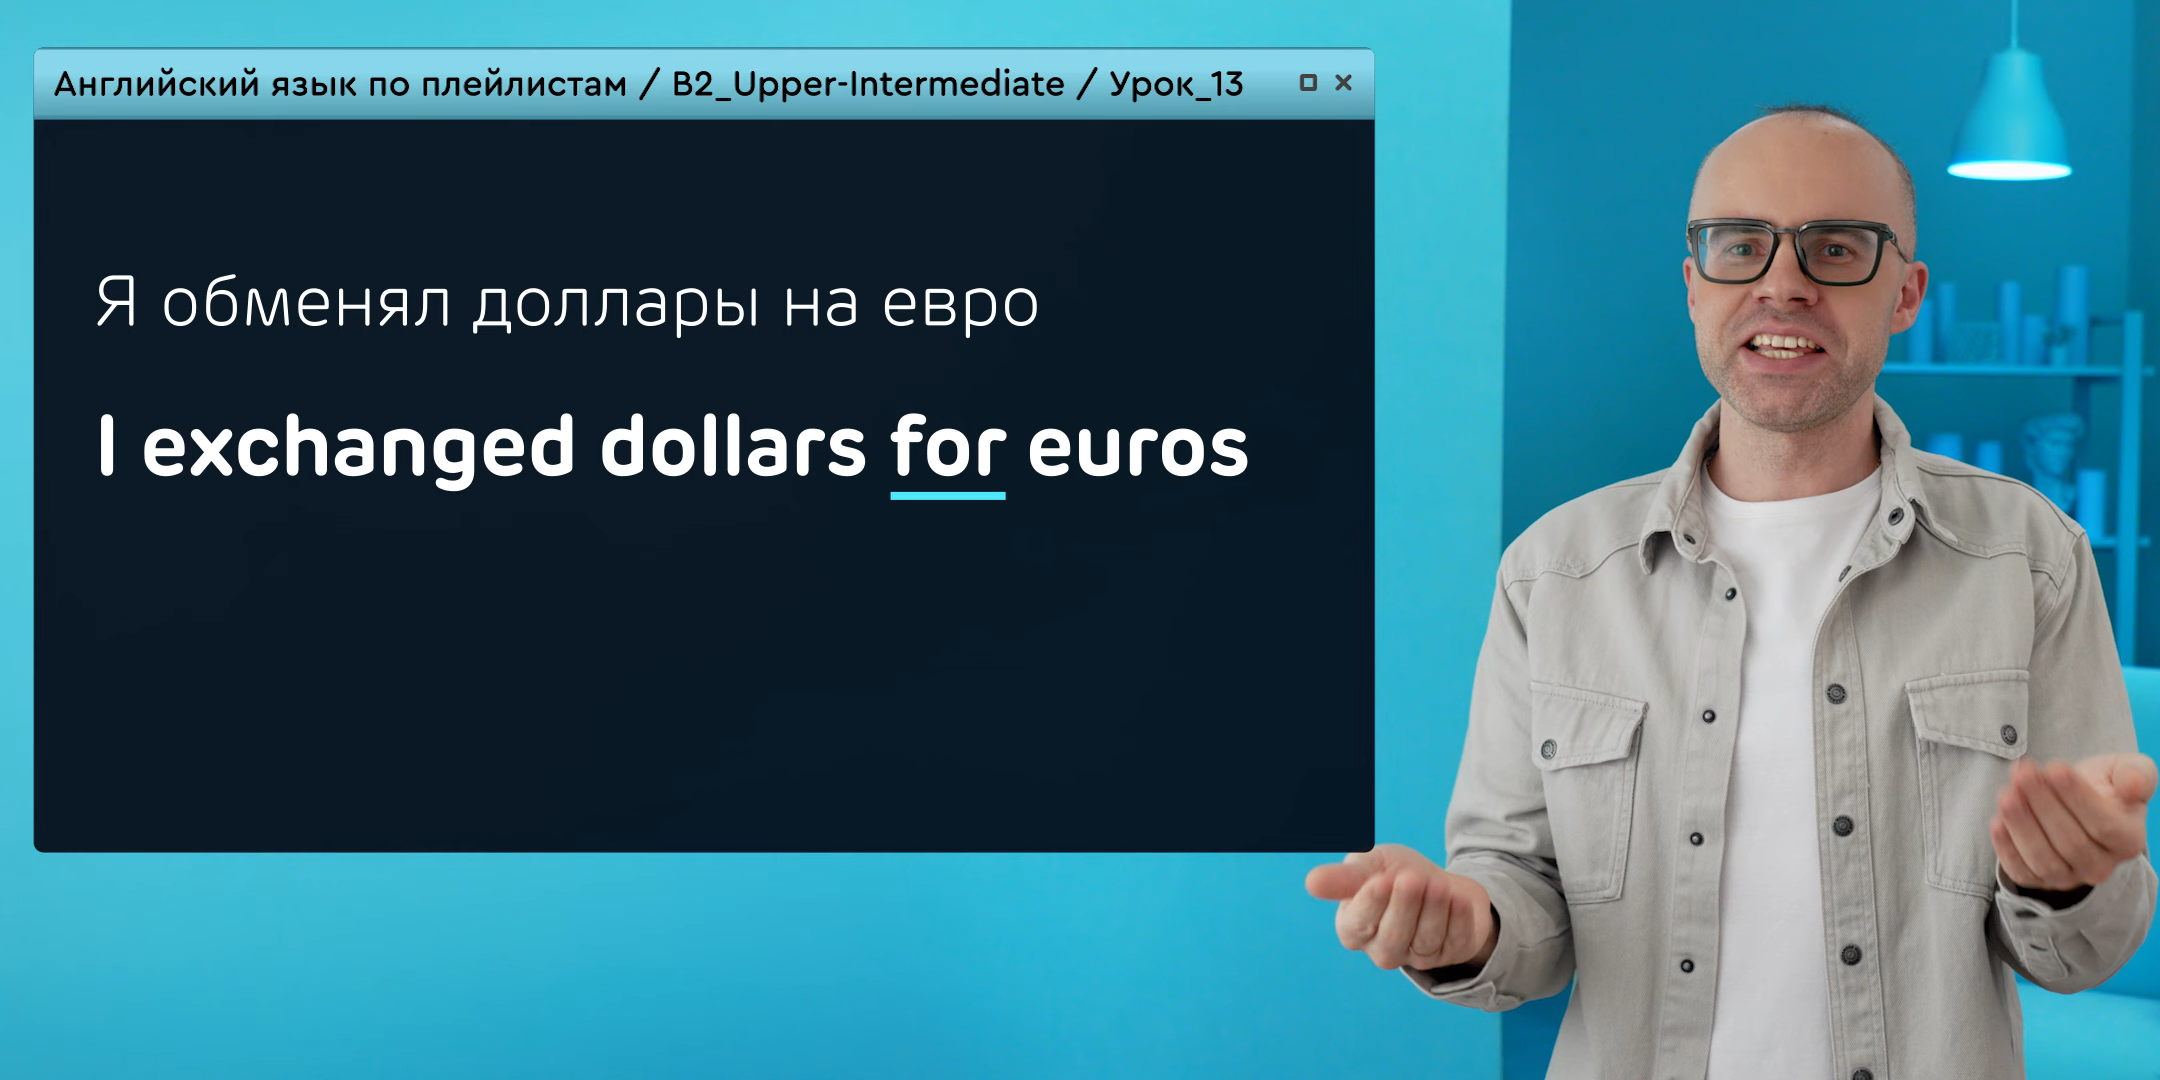 Английский язык по плейлистам / B2_Upper-Intermediate / Урок_13
Я обменял доллары на евро
I exchanged dollars for euros